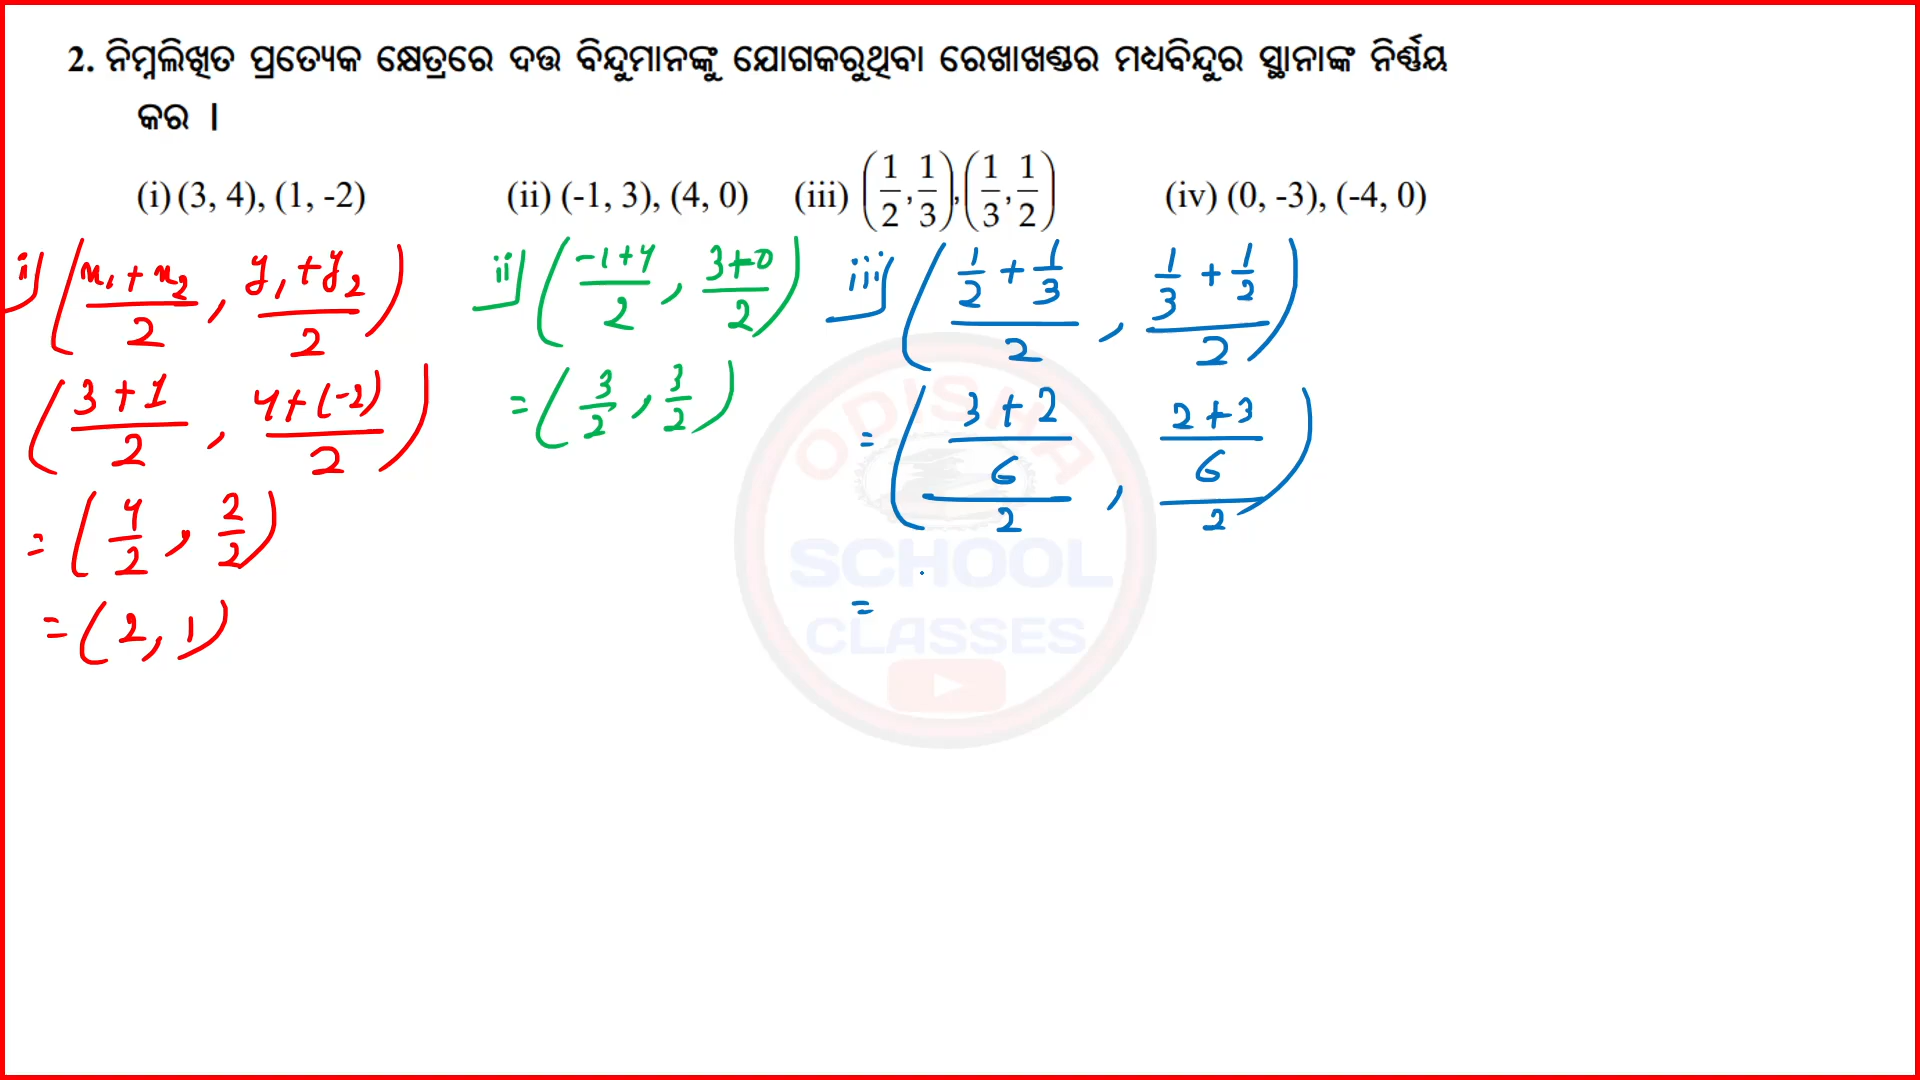 2. ନିମ୍ନଲିଖିତ ପ୍ରତ୍ୟେକ କ୍ଷେତ୍ରରେ ଦତ୍ତ ବିନ୍ଦୁମାନଙ୍କୁ ଯୋଗକରୁଥିବା ରେଖାଖଣ୍ଡର ମଧ୍ୟବିନ୍ଦୁର ସ୍ଥାନାଙ୍କ ନିର୍ଣ୍ଣୟ
କର ।
(i) (3, 4), (1, -2) (ii) (-1, 3), (4, 0) (iii) (1/2, 1/3), (1/3, 1/2) (iv) (0, -3), (-4, 0)
i) ((x₁ + x₂)/2, (y₁ + y₂)/2)
((3 + 1)/2, (4 + (-2))/2)
= (4/2, 2/2)
= (2, 1)
ii) ((-1 + 4)/2, (3 + 0)/2)
= (3/2, 3/2)
iii) ((1/2 + 1/3)/2, (1/3 + 1/2)/2)
= (((3 + 2)/6)/2, ((2 + 3)/6)/2)
=
ODISHA
SCHOOL
CLASSES